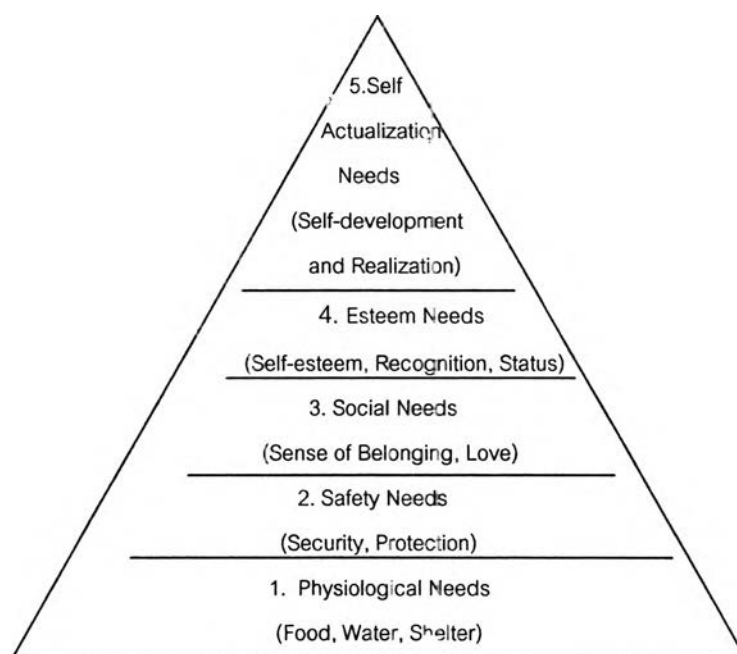 5.Self
Actualization
Needs
(Self-development
and Realization)
4. Esteem Needs
(Self-esteem, Recognition, Status)
3. Social Needs
(Sense of Belonging, Love)
2. Safety Needs
(Security, Protection)
1. Physiological Needs
(Food, Water, Shelter)